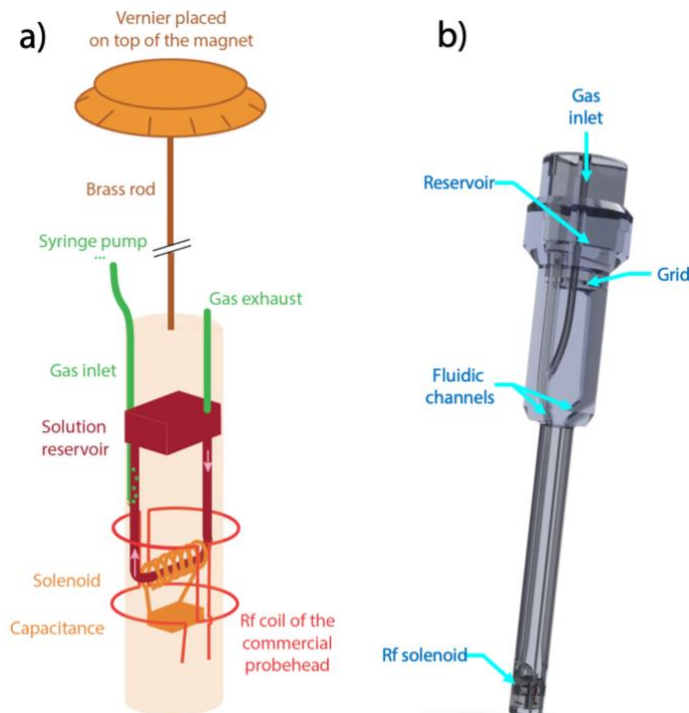 a)
Vernier placed
on top of the magnet
Brass rod
Syringe pump
...
Gas exhaust
Gas inlet
Solution
reservoir
Solenoid
Capacitance
Rf coil of the
commercial
probehead
b)
Gas
inlet
Reservoir
Grid
Fluidic
channels
Rf solenoid